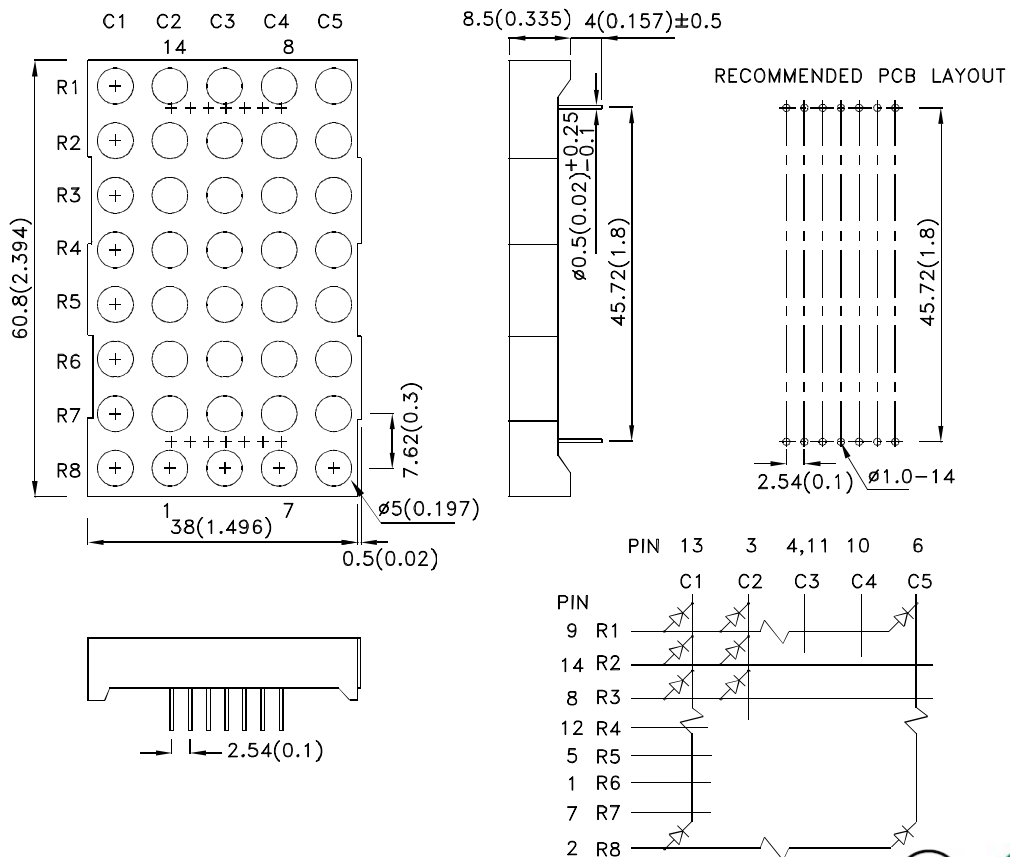 C1 C2 C3 C4 C5
14 8
R1
R2
R3
R4
R5
R6
R7
R8
60.8(2.394)
7.62(0.3)
1 7
ø5(0.197)
38(1.496)
0.5(0.02)
8.5(0.335) 4(0.157)±0.5
ø0.5(0.02)+0.25
-0.1
45.72(1.8)
RECOMMENDED PCB LAYOUT
45.72(1.8)
2.54(0.1) ø1.0-14
2.54(0.1)
PIN 13 3 4,11 10 6
C1 C2 C3 C4 C5
PIN
9 R1
14 R2
8 R3
12 R4
5 R5
1 R6
7 R7
2 R8